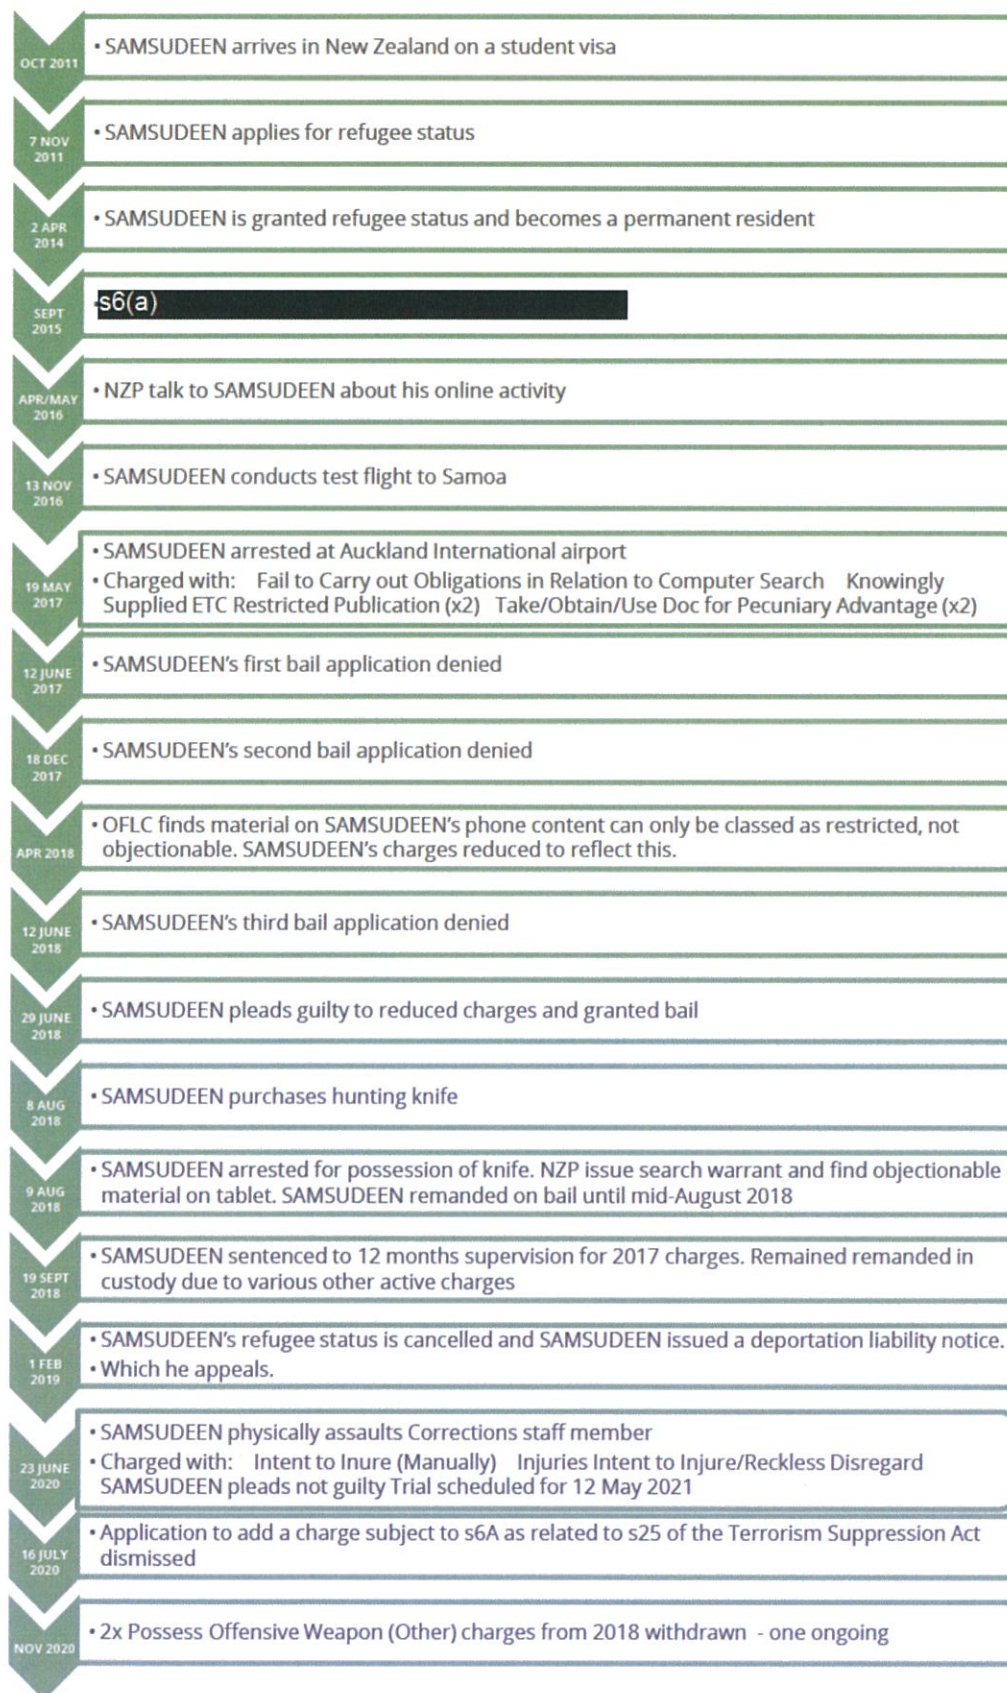 OCT 2011
• SAMSUDEEN arrives in New Zealand on a student visa
7 NOV
2011
• SAMSUDEEN applies for refugee status
2 APR
2014
• SAMSUDEEN is granted refugee status and becomes a permanent resident
SEPT
2015
s6(a)
APR/MAY
2016
• NZP talk to SAMSUDEEN about his online activity
13 NOV
2016
• SAMSUDEEN conducts test flight to Samoa
19 MAY
2017
• SAMSUDEEN arrested at Auckland International airport
• Charged with: Fail to Carry out Obligations in Relation to Computer Search Knowingly
Supplied ETC Restricted Publication (x2) Take/Obtain/Use Doc for Pecuniary Advantage (x2)
12 JUNE
2017
• SAMSUDEEN's first bail application denied
18 DEC
2017
• SAMSUDEEN's second bail application denied
APR 2018
• OFLC finds material on SAMSUDEEN's phone content can only be classed as restricted, not
objectionable. SAMSUDEEN's charges reduced to reflect this.
12 JUNE
2018
• SAMSUDEEN's third bail application denied
29 JUNE
2018
• SAMSUDEEN pleads guilty to reduced charges and granted bail
8 AUG
2018
• SAMSUDEEN purchases hunting knife
9 AUG
2018
• SAMSUDEEN arrested for possession of knife. NZP issue search warrant and find objectionable
material on tablet. SAMSUDEEN remanded on bail until mid-August 2018
19 SEPT
2018
• SAMSUDEEN sentenced to 12 months supervision for 2017 charges. Remained remanded in
custody due to various other active charges
1 FEB
2019
• SAMSUDEEN's refugee status is cancelled and SAMSUDEEN issued a deportation liability notice.
• Which he appeals.
23 JUNE
2020
• SAMSUDEEN physically assaults Corrections staff member
• Charged with: Intent to Inure (Manually) Injuries Intent to Injure/Reckless Disregard
SAMSUDEEN pleads not guilty Trial scheduled for 12 May 2021
16 JULY
2020
• Application to add a charge subject to s6A as related to s25 of the Terrorism Suppression Act
dismissed
NOV 2020
• 2x Possess Offensive Weapon (Other) charges from 2018 withdrawn - one ongoing